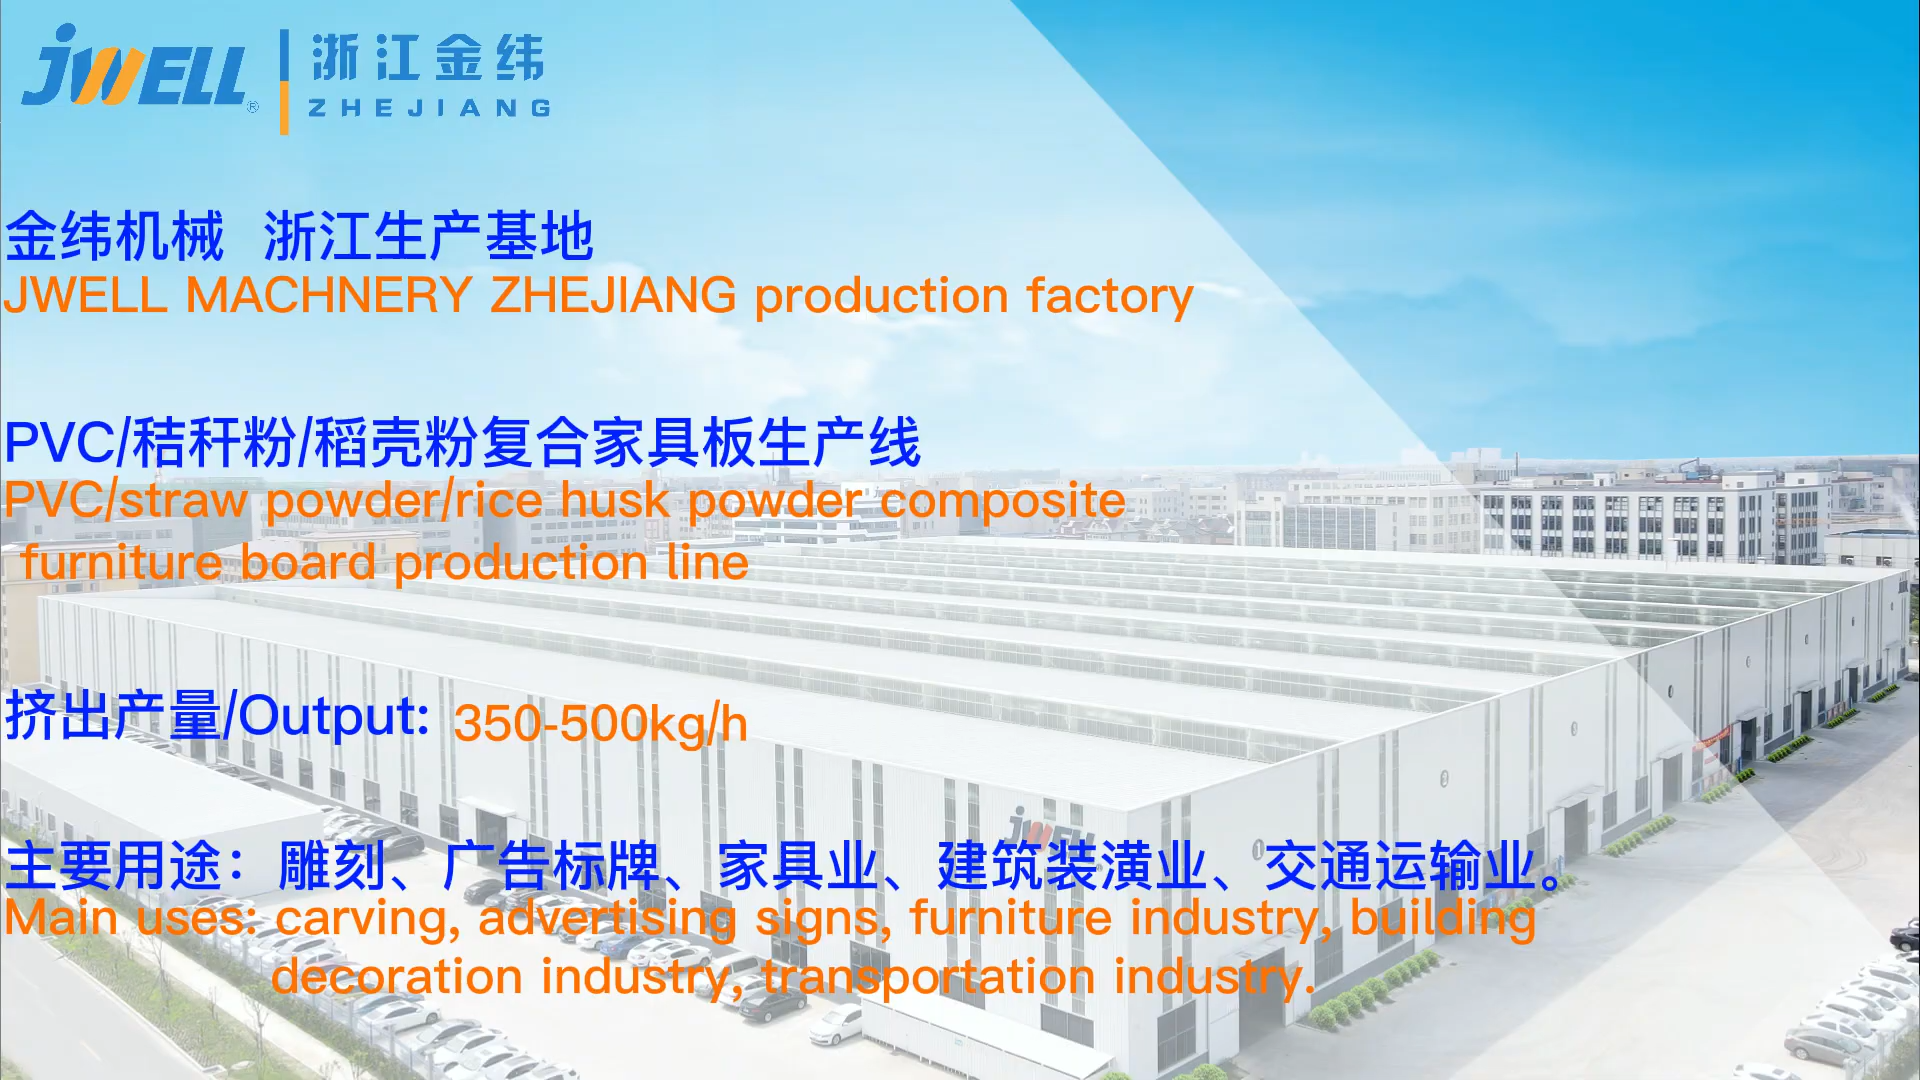 JWELL® 浙江金纬
ZHEJIANG
金纬机械 浙江生产基地
JWELL MACHNERY ZHEJIANG production factory
PVC/秸秆粉/稻壳粉复合家具板生产线
PVC/straw powder/rice husk powder composite
furniture board production line
挤出产量/Output: 350-500kg/h
JWELL
主要用途：雕刻、广告标牌、家具业、建筑装潢业、交通运输业。
Main uses: carving, advertising signs, furniture industry, building
decoration industry, transportation industry.